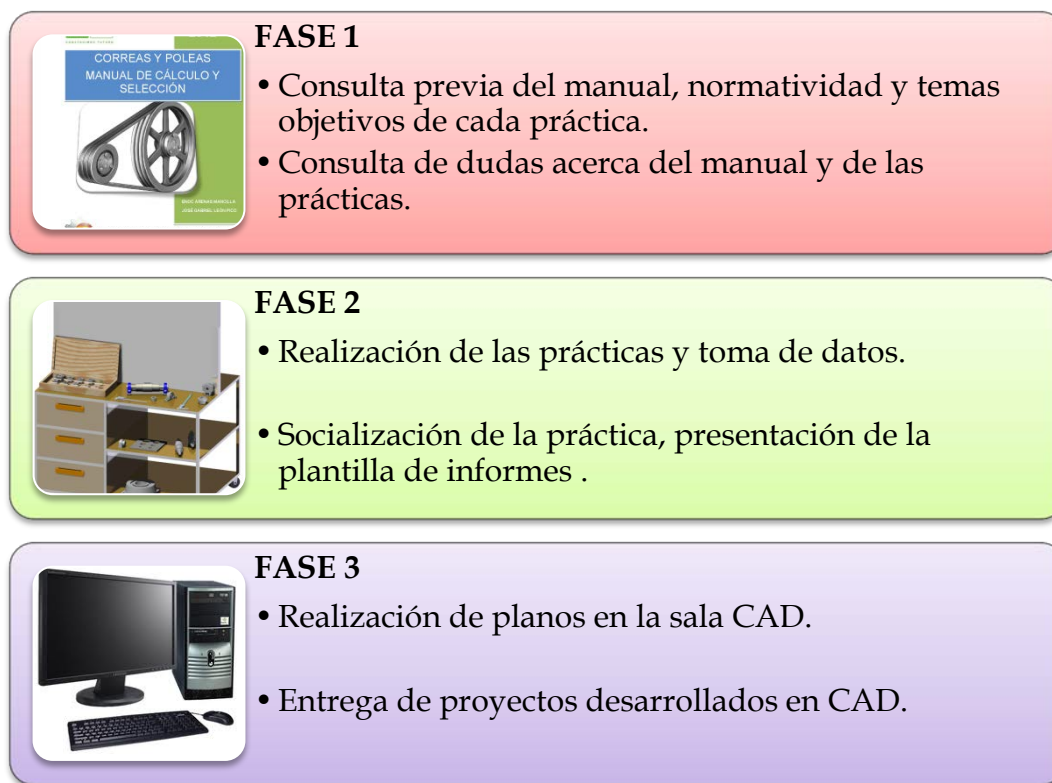 FASE 1
CORREAS Y POLEAS
MANUAL DE CÁLCULO Y
SELECCIÓN
• Consulta previa del manual, normatividad y temas
objetivos de cada práctica.
• Consulta de dudas acerca del manual y de las
prácticas.
FASE 2
• Realización de las prácticas y toma de datos.
• Socialización de la práctica, presentación de la
plantilla de informes .
FASE 3
• Realización de planos en la sala CAD.
• Entrega de proyectos desarrollados en CAD.